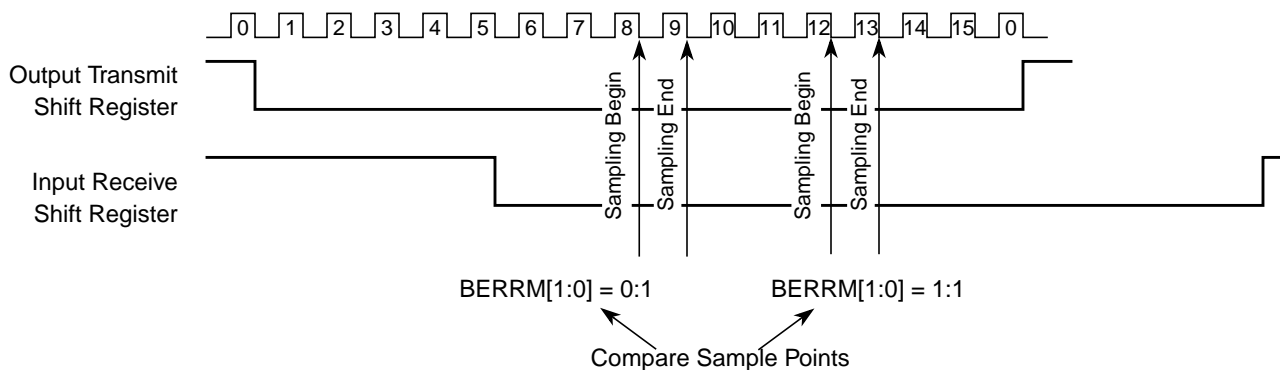 0 1 2 3 4 5 6 7 8 9 10 11 12 13 14 15 0
Output Transmit
Shift Register
Input Receive
Shift Register
Sampling Begin
Sampling End
Sampling Begin
Sampling End
BERRM[1:0] = 0:1
BERRM[1:0] = 1:1
Compare Sample Points